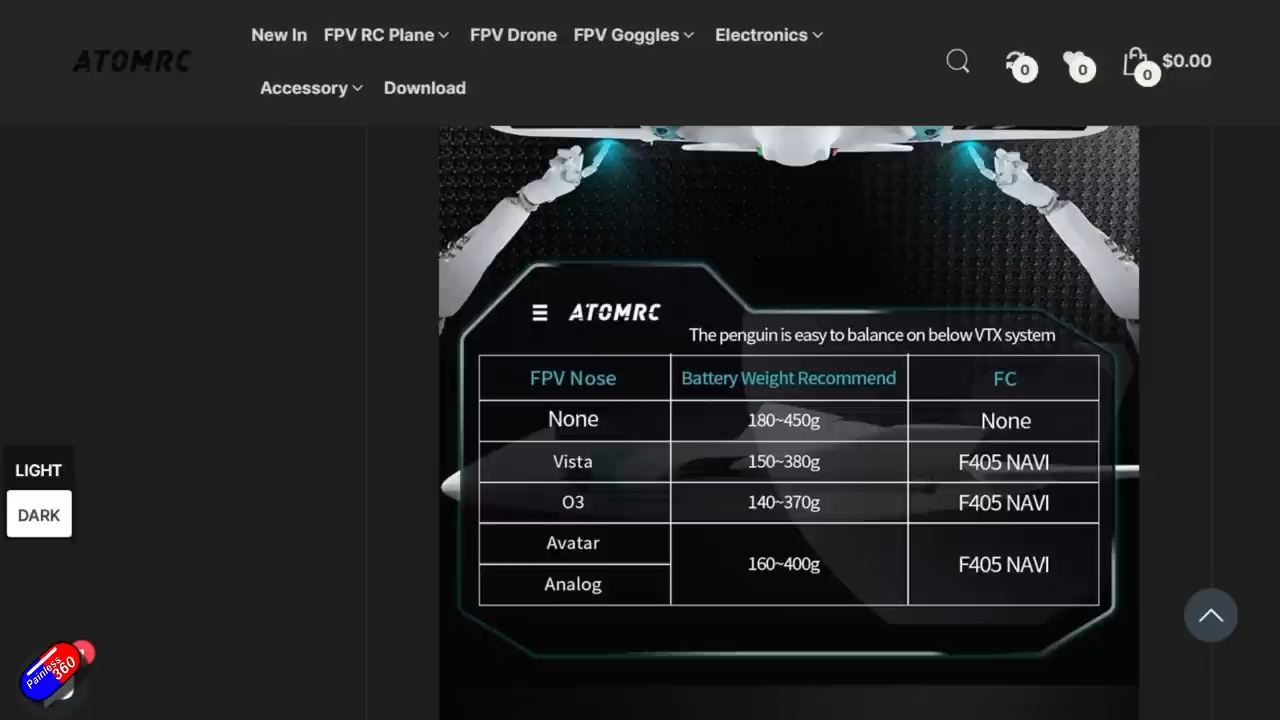 ATOMRC
New In FPV RC Plane FPV Drone FPV Goggles Electronics
Accessory Download
0 0 0 $0.00
ATOMRC
The penguin is easy to balance on below VTX system
FPV Nose Battery Weight Recommend FC
None 180~450g None
Vista 150~380g F405 NAVI
O3 140~370g F405 NAVI
Avatar
160~400g F405 NAVI
Analog
LIGHT
DARK
Painless
360